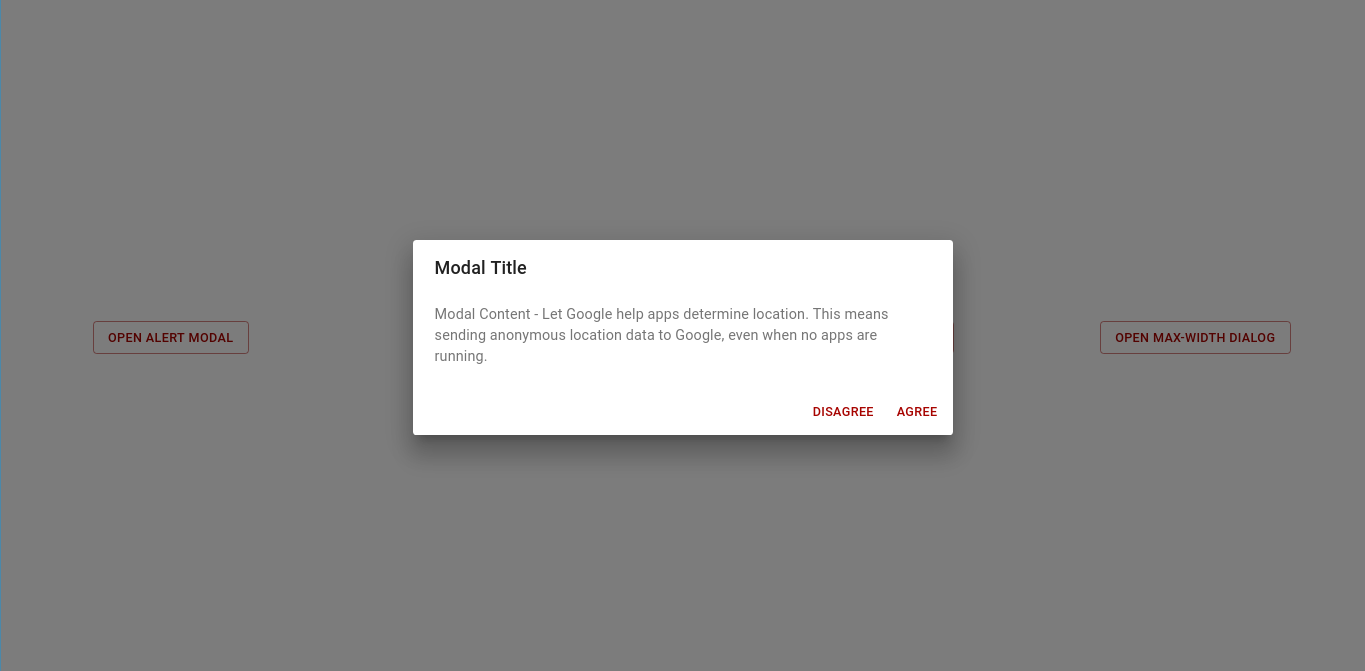 Modal Title
Modal Content - Let Google help apps determine location. This means
sending anonymous location data to Google, even when no apps are
running.
OPEN ALERT MODAL
OPEN MAX-WIDTH DIALOG
DISAGREE AGREE